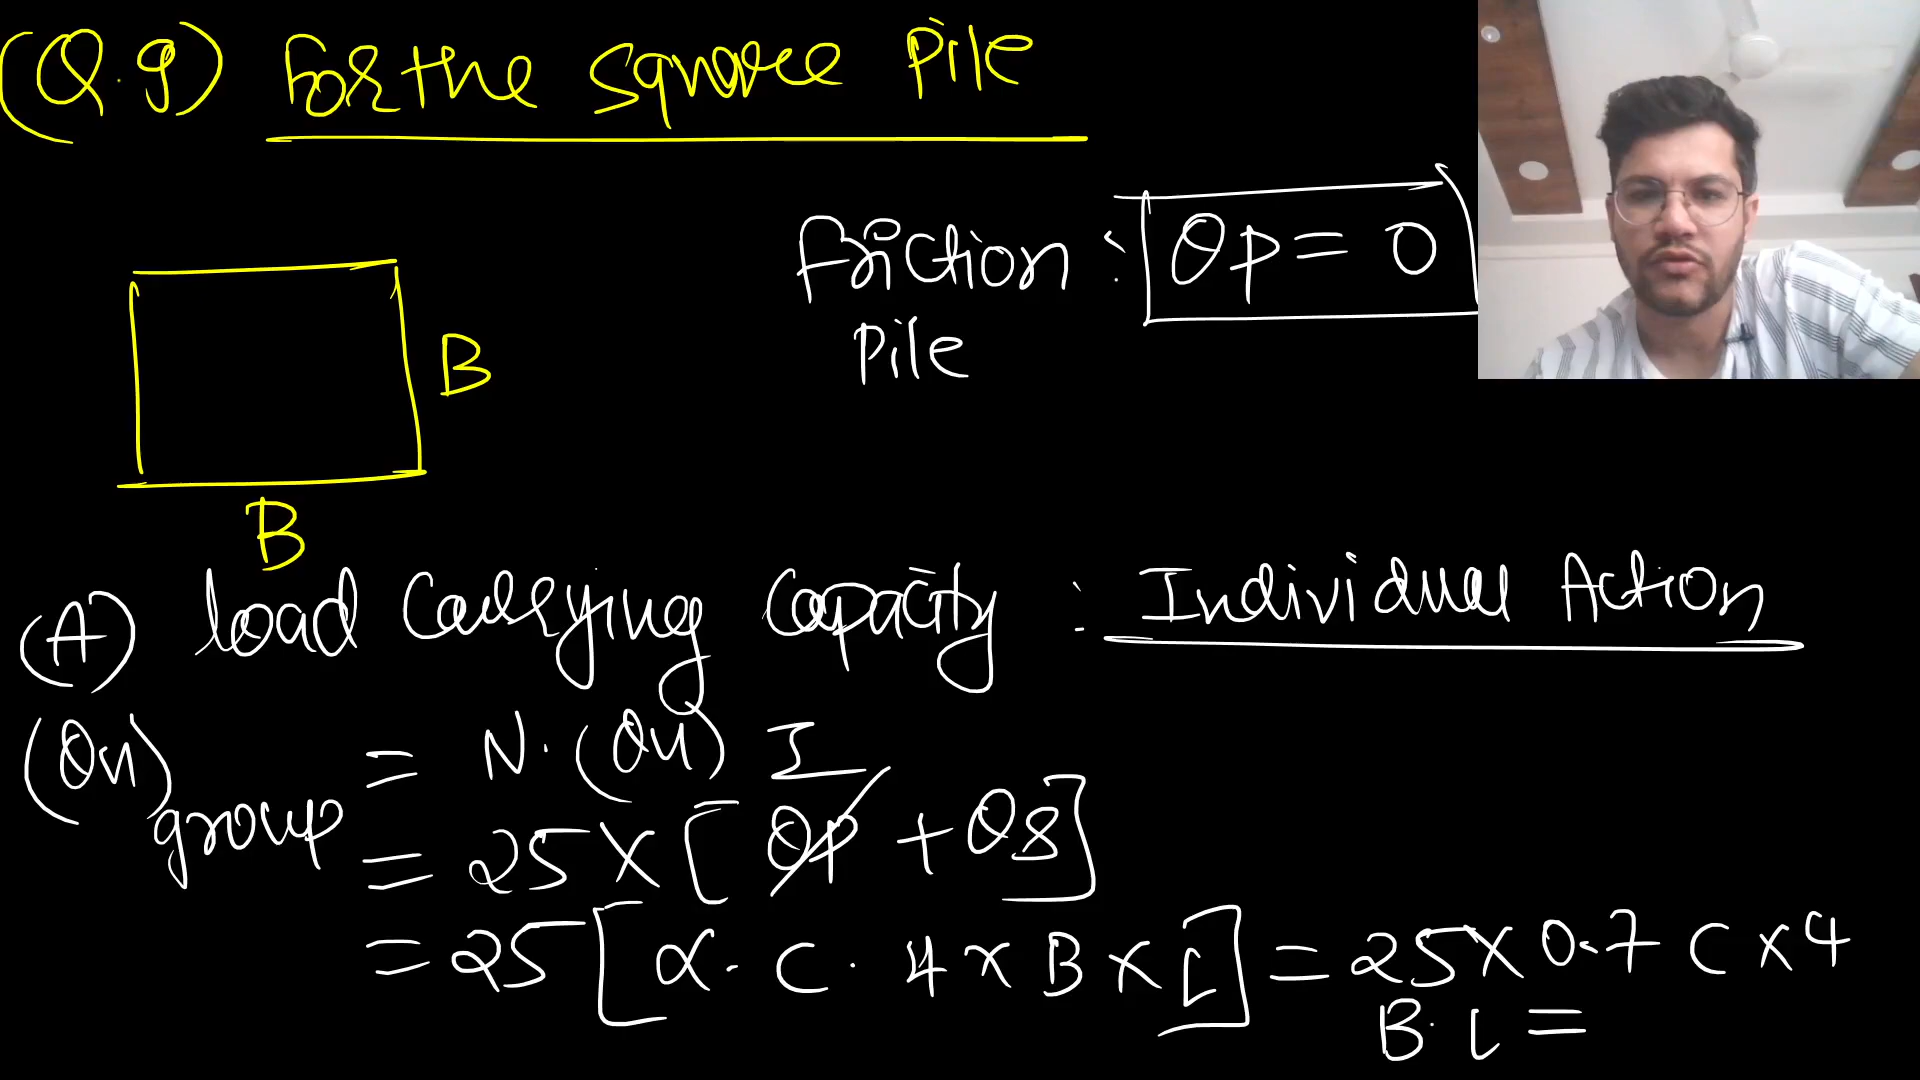 (Q.9) For the square Pile
friction : Qp = 0
Pile
B
B
(A) Load Carrying Capacity : Individual Action
(Qu)group = N. (Qu) I
= 25 X [ Qp + Qs ]
= 25 [ α. C. 4 x B x L ] = 25 X 0.7 C x 4
B. L =